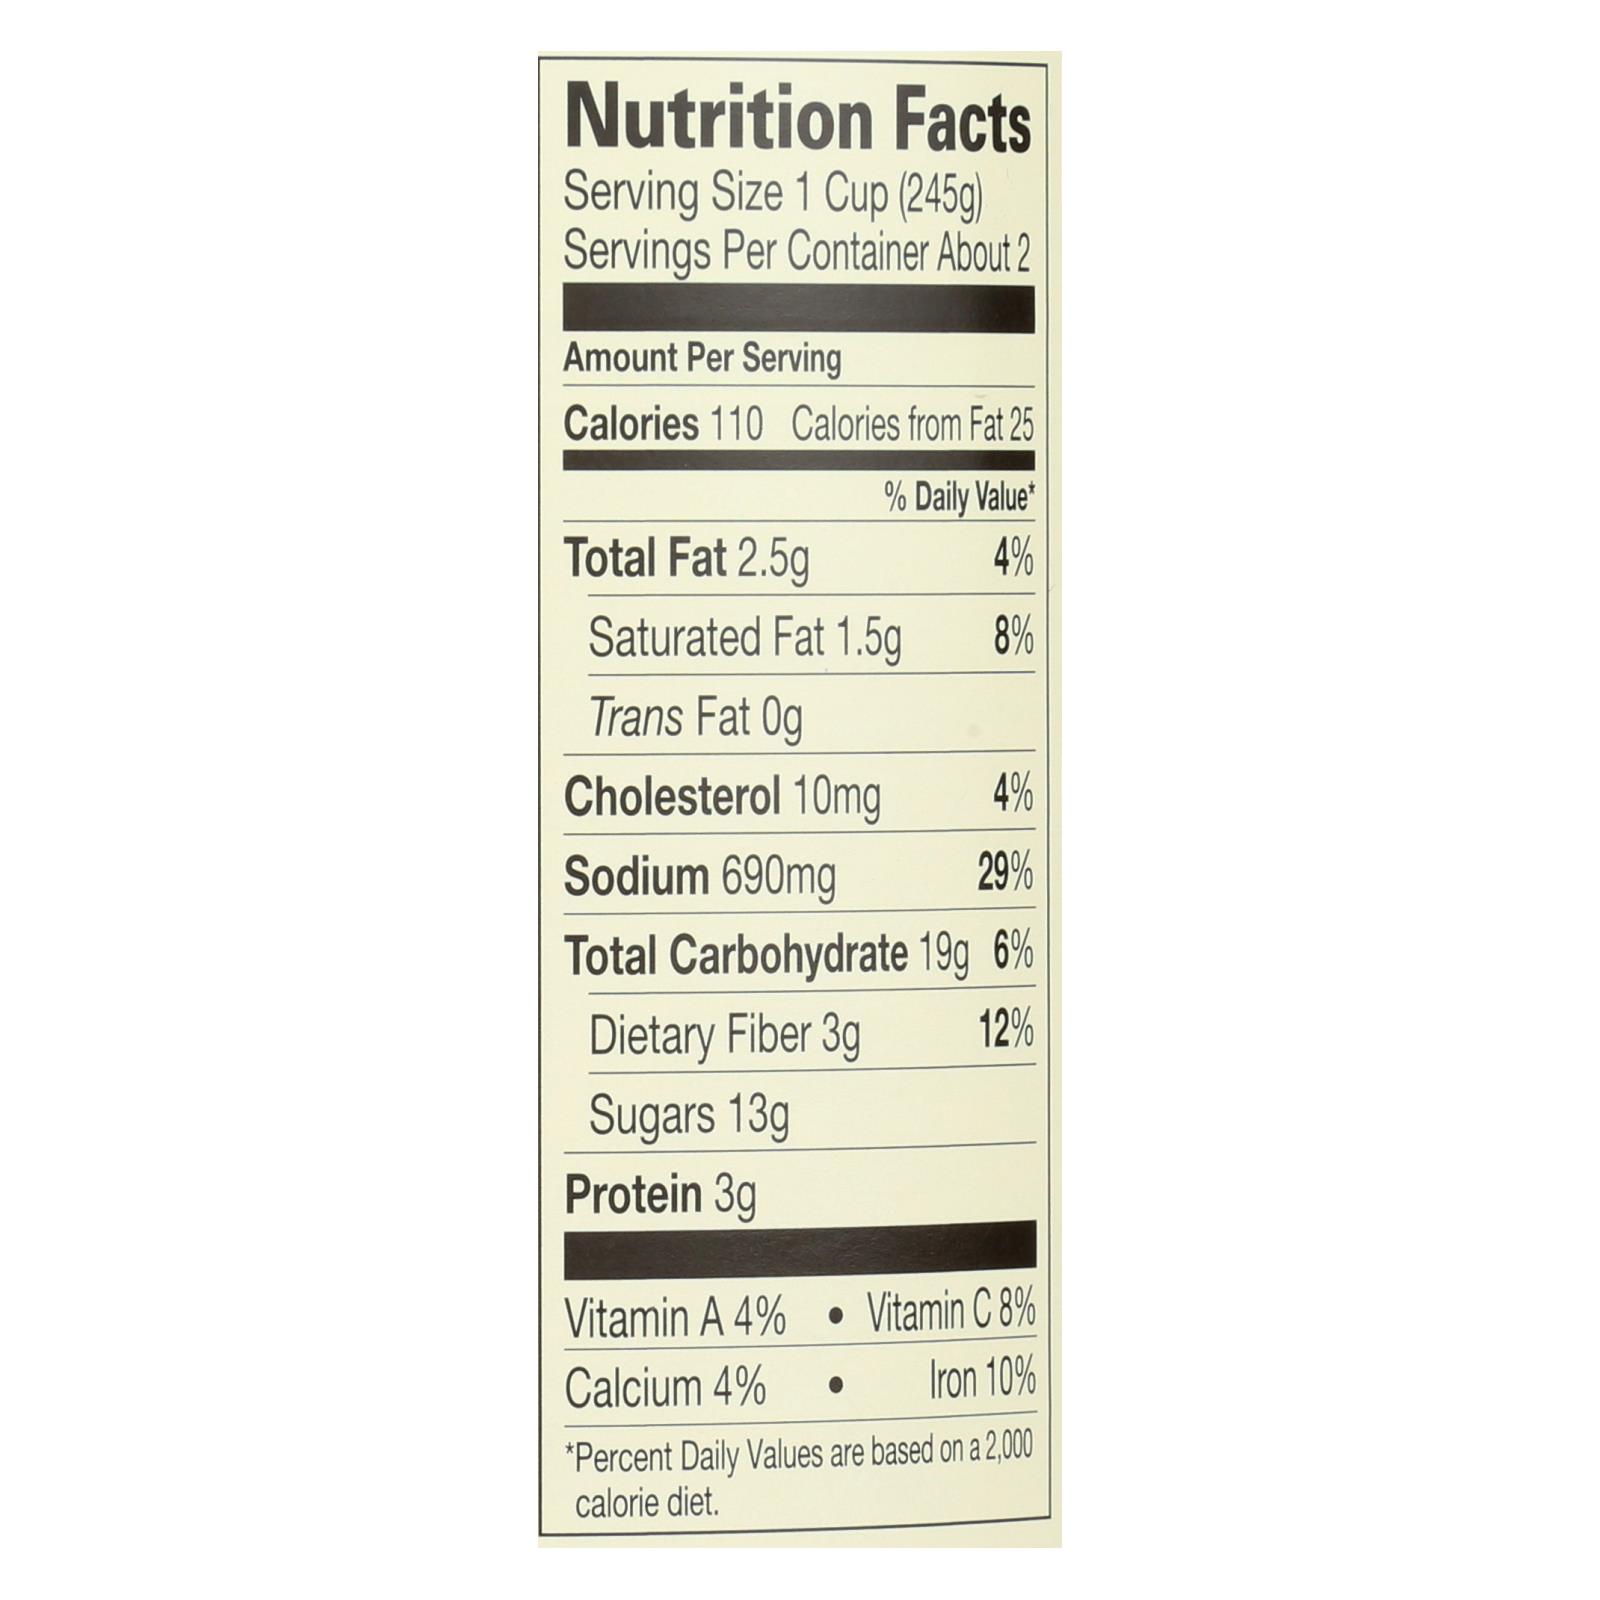 Nutrition Facts
Serving Size 1 Cup (245g)
Servings Per Container About 2
Amount Per Serving
Calories 110 Calories from Fat 25
% Daily Value*
Total Fat 2.5g 4%
Saturated Fat 1.5g 8%
Trans Fat 0g
Cholesterol 10mg 4%
Sodium 690mg 29%
Total Carbohydrate 19g 6%
Dietary Fiber 3g 12%
Sugars 13g
Protein 3g
Vitamin A 4% • Vitamin C 8%
Calcium 4% • Iron 10%
*Percent Daily Values are based on a 2,000
calorie diet.